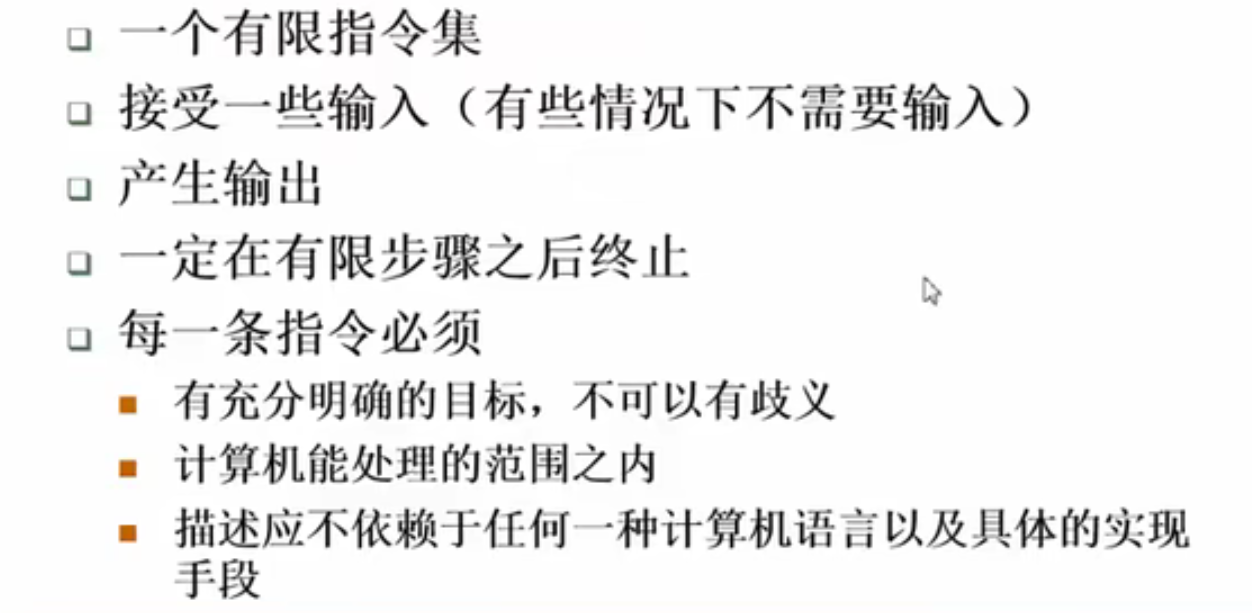 一个有限指令集
接受一些输入（有些情况下不需要输入）
产生输出
一定在有限步骤之后终止
每一条指令必须
有充分明确的目标，不可以有歧义
计算机能处理的范围之内
描述应不依赖于任何一种计算机语言以及具体的实现
手段